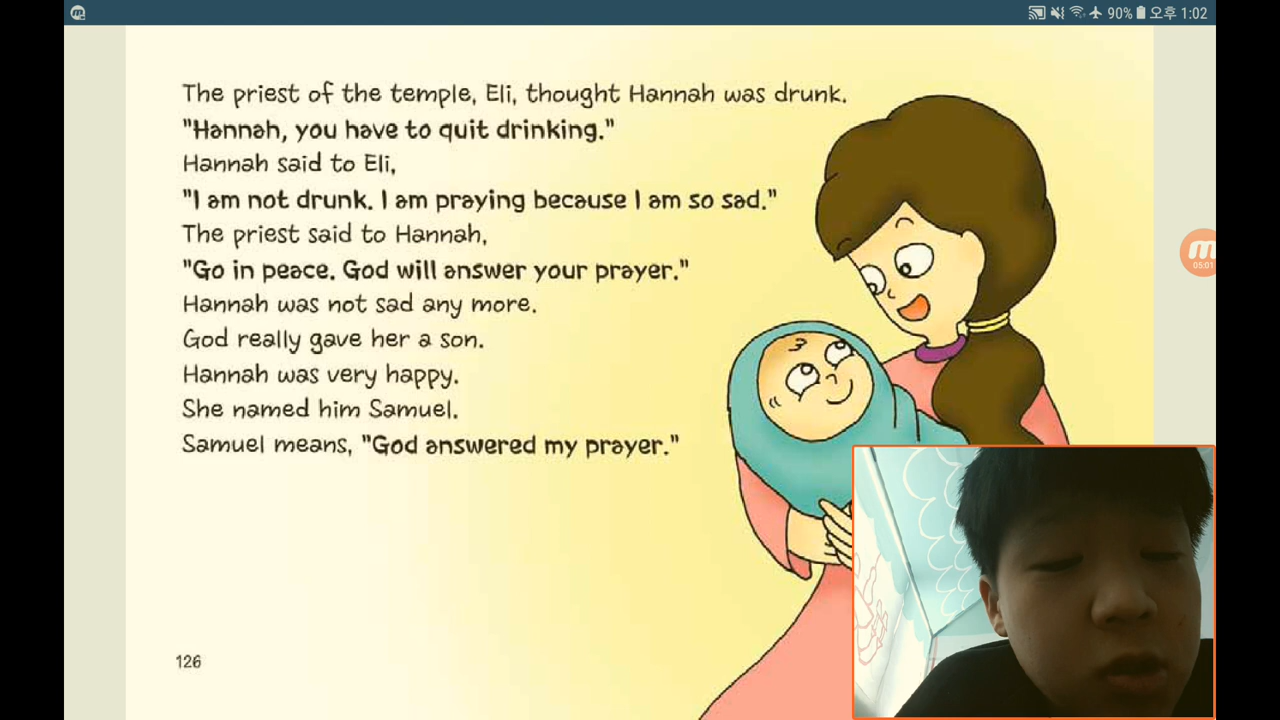 90% 오후 1:02
The priest of the temple, Eli, thought Hannah was drunk.
"Hannah, you have to quit drinking."
Hannah said to Eli,
"I am not drunk. I am praying because I am so sad."
The priest said to Hannah,
"Go in peace. God will answer your prayer."
Hannah was not sad any more.
God really gave her a son.
Hannah was very happy.
She named him Samuel.
Samuel means, "God answered my prayer."
05:01
126